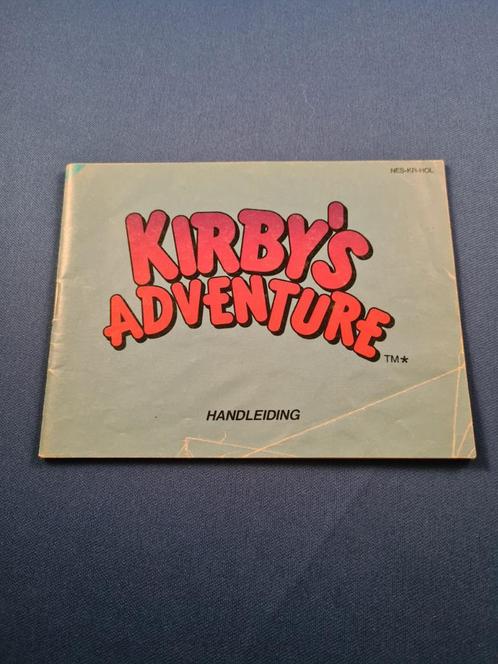 NES-KR-HOL
KIRBY'S
ADVENTURE
TM*
HANDLEIDING